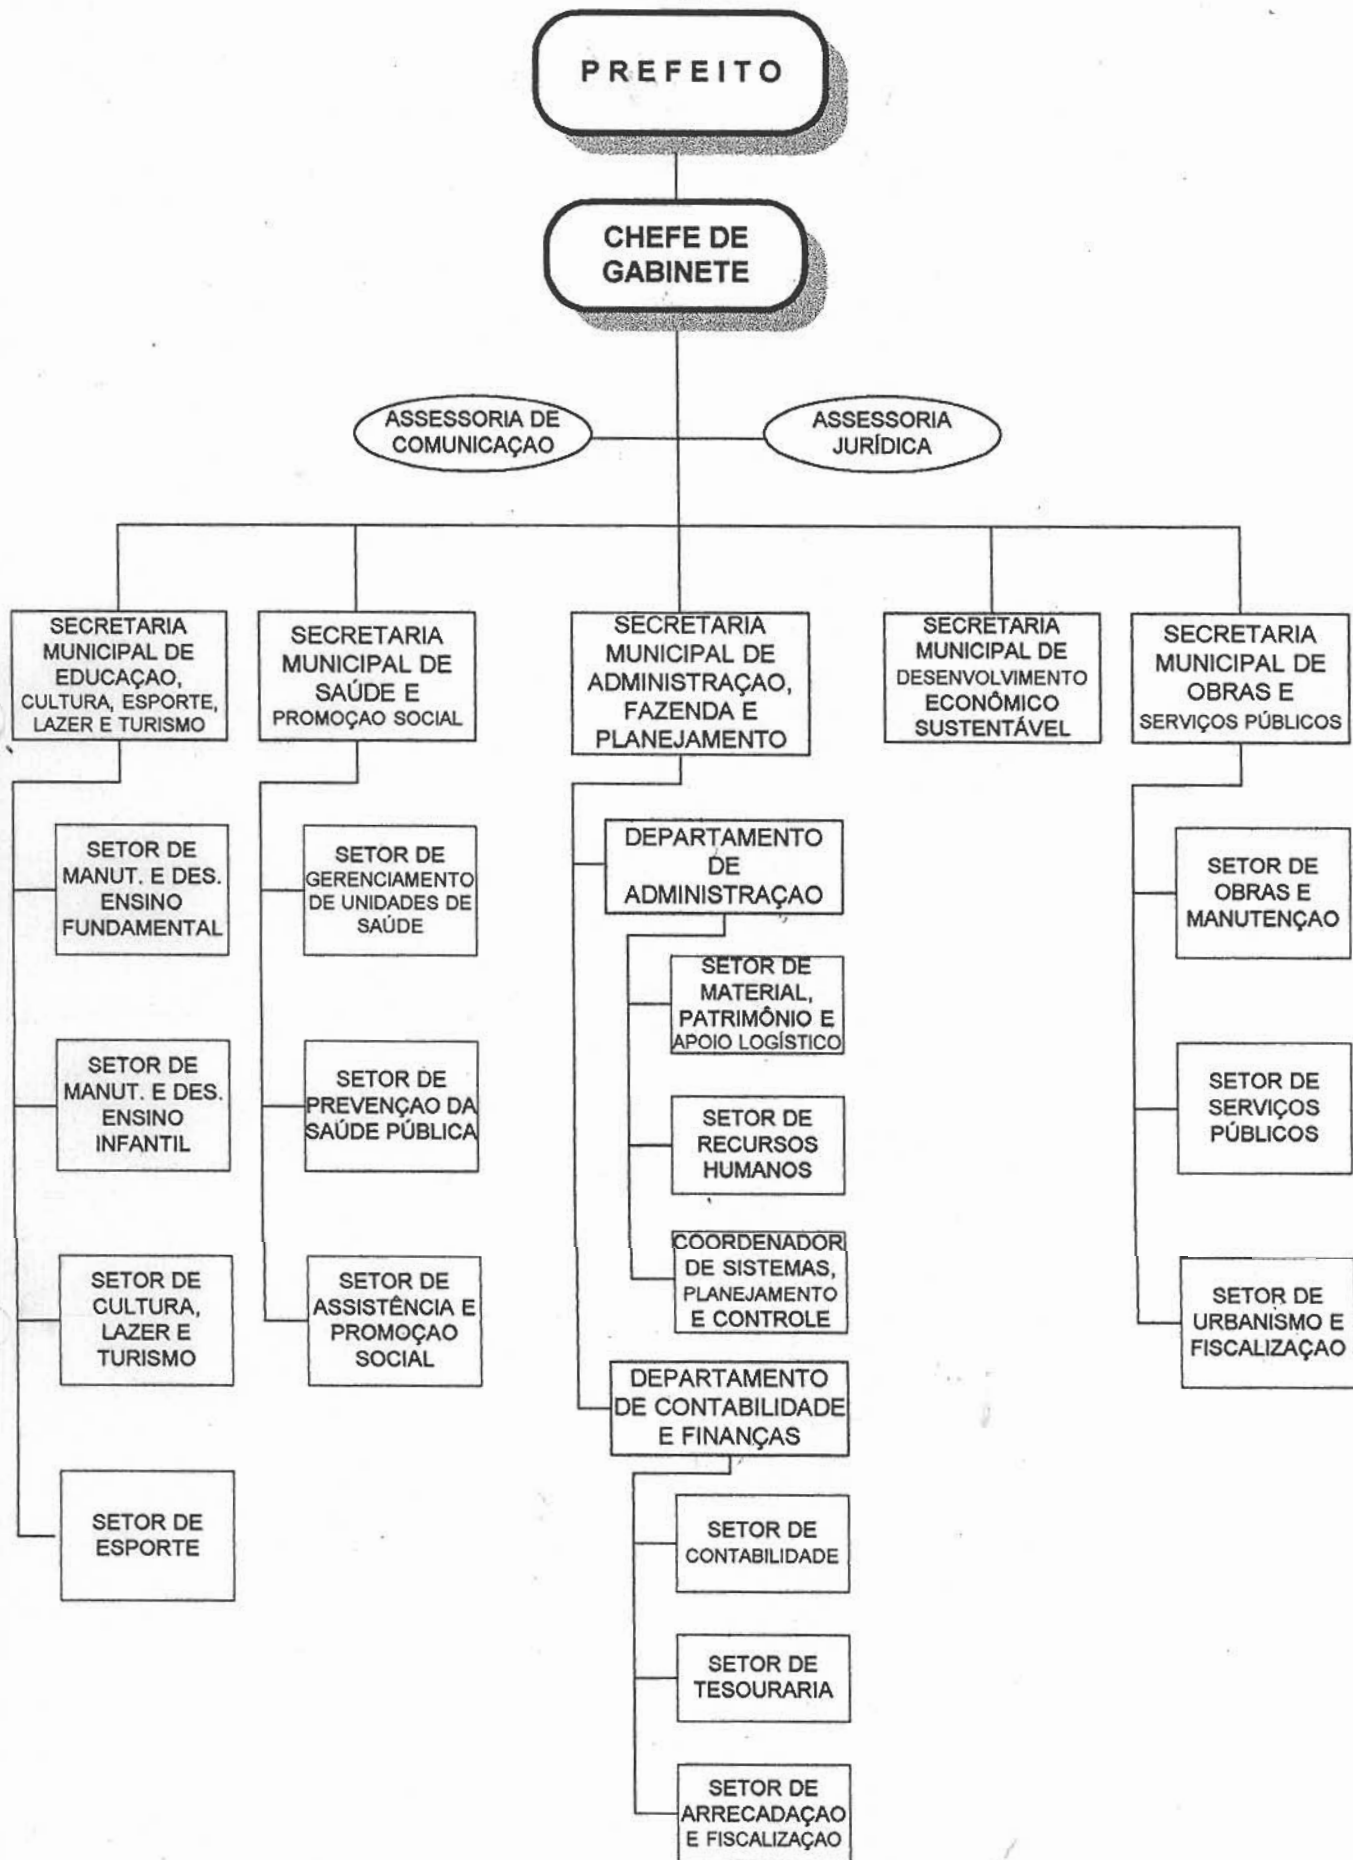 PREFEITO
CHEFE DE
GABINETE
ASSESSORIA DE
COMUNICAÇAO
ASSESSORIA
JURÍDICA
SECRETARIA
MUNICIPAL DE
EDUCAÇAO,
CULTURA, ESPORTE,
LAZER E TURISMO
SECRETARIA
MUNICIPAL DE
SAÚDE E
PROMOÇAO SOCIAL
SECRETARIA
MUNICIPAL DE
ADMINISTRAÇAO,
FAZENDA E
PLANEJAMENTO
SECRETARIA
MUNICIPAL DE
DESENVOLVIMENTO
ECONÔMICO
SUSTENTÁVEL
SECRETARIA
MUNICIPAL DE
OBRAS E
SERVIÇOS PÚBLICOS
SETOR DE
MANUT. E DES.
ENSINO
FUNDAMENTAL
SETOR DE
MANUT. E DES.
ENSINO
INFANTIL
SETOR DE
CULTURA,
LAZER E
TURISMO
SETOR DE
ESPORTE
SETOR DE
GERENCIAMENTO
DE UNIDADES DE
SAÚDE
SETOR DE
PREVENÇAO DA
SAÚDE PÚBLICA
SETOR DE
ASSISTÊNCIA E
PROMOÇAO
SOCIAL
DEPARTAMENTO
DE
ADMINISTRAÇAO
SETOR DE
MATERIAL,
PATRIMÔNIO E
APOIO LOGÍSTICO
SETOR DE
RECURSOS
HUMANOS
COORDENADOR
DE SISTEMAS,
PLANEJAMENTO
E CONTROLE
DEPARTAMENTO
DE CONTABILIDADE
E FINANÇAS
SETOR DE
CONTABILIDADE
SETOR DE
TESOURARIA
SETOR DE
ARRECADAÇAO
E FISCALIZAÇAO
SETOR DE
OBRAS E
MANUTENÇAO
SETOR DE
SERVIÇOS
PÚBLICOS
SETOR DE
URBANISMO E
FISCALIZAÇAO